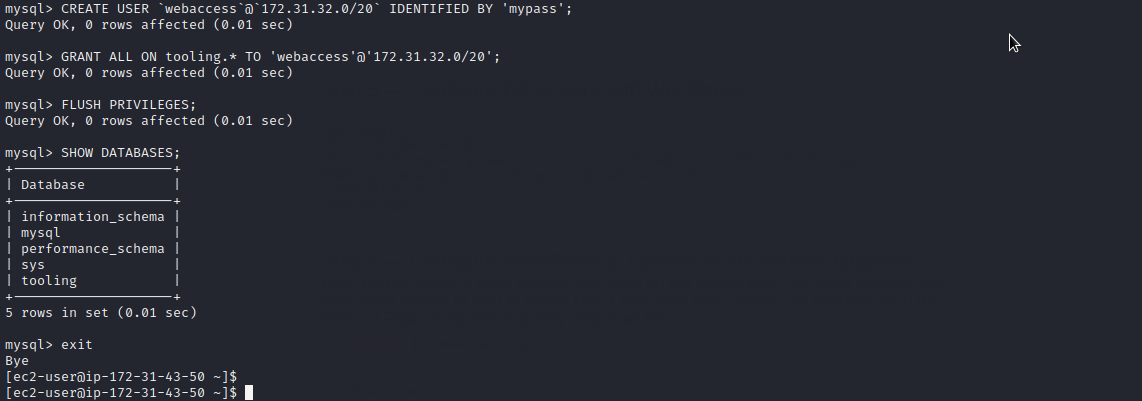 mysql> CREATE USER `webaccess`@`172.31.32.0/20` IDENTIFIED BY 'mypass';
Query OK, 0 rows affected (0.01 sec)
mysql> GRANT ALL ON tooling.* TO 'webaccess'@'172.31.32.0/20';
Query OK, 0 rows affected (0.01 sec)
mysql> FLUSH PRIVILEGES;
Query OK, 0 rows affected (0.01 sec)
mysql> SHOW DATABASES;
+--------------------+
| Database           |
+--------------------+
| information_schema |
| mysql              |
| performance_schema |
| sys                |
| tooling            |
+--------------------+
5 rows in set (0.01 sec)
mysql> exit
Bye
[ec2-user@ip-172-31-43-50 ~]$
[ec2-user@ip-172-31-43-50 ~]$